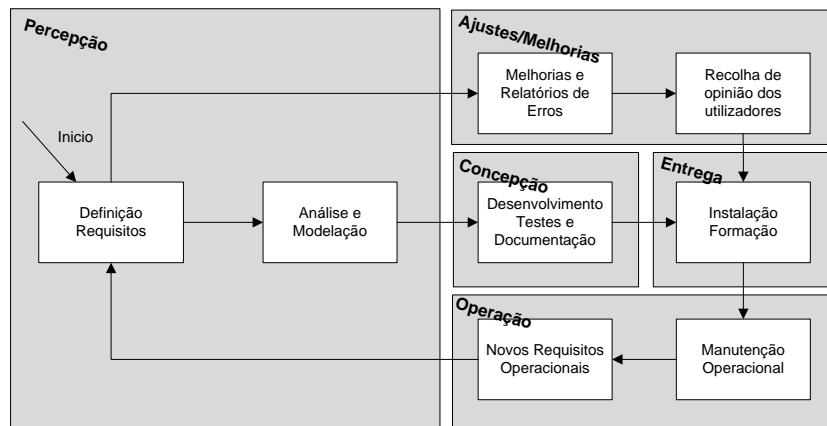 Percepção
Ajustes/Melhorias
Melhorias e
Relatórios de
Erros
Recolha de
opinião dos
utilizadores
Inicio
Concepção
Entrega
Definição
Requisitos
Análise e
Modelação
Desenvolvimento
Testes e
Documentação
Instalação
Formação
Operação
Novos Requisitos
Operacionais
Manutenção
Operacional